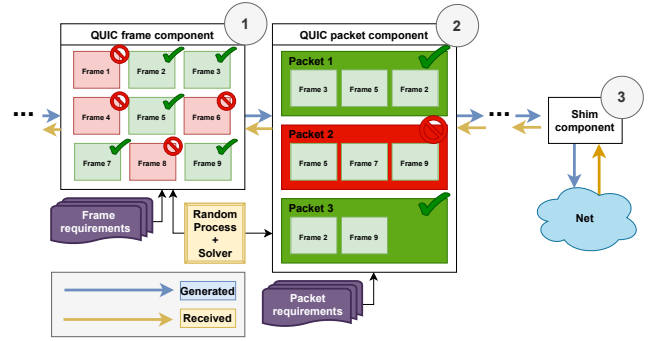 QUIC frame component
1
Frame 1
Frame 2
Frame 3
Frame 4
Frame 5
Frame 6
Frame 7
Frame 8
Frame 9
QUIC packet component
2
Packet 1
Frame 3
Frame 5
Frame 2
Packet 2
Frame 5
Frame 7
Frame 9
Packet 3
Frame 2
Frame 9
...
...
3
Shim
component
Net
Frame
requirements
Random
Process
+
Solver
Packet
requirements
Generated
Received